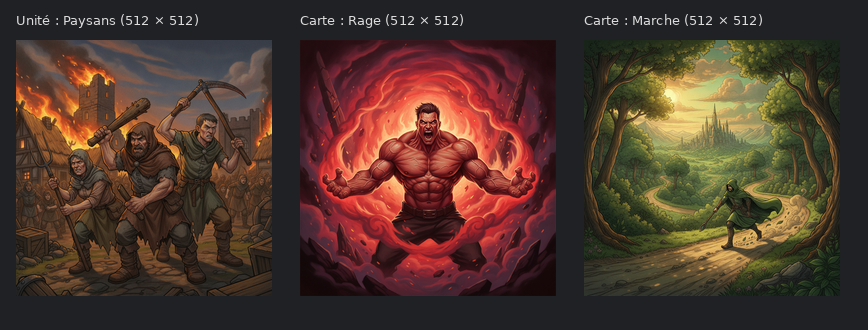 Unité : Paysans (512 × 512)
Carte : Rage (512 × 512)
Carte : Marche (512 × 512)